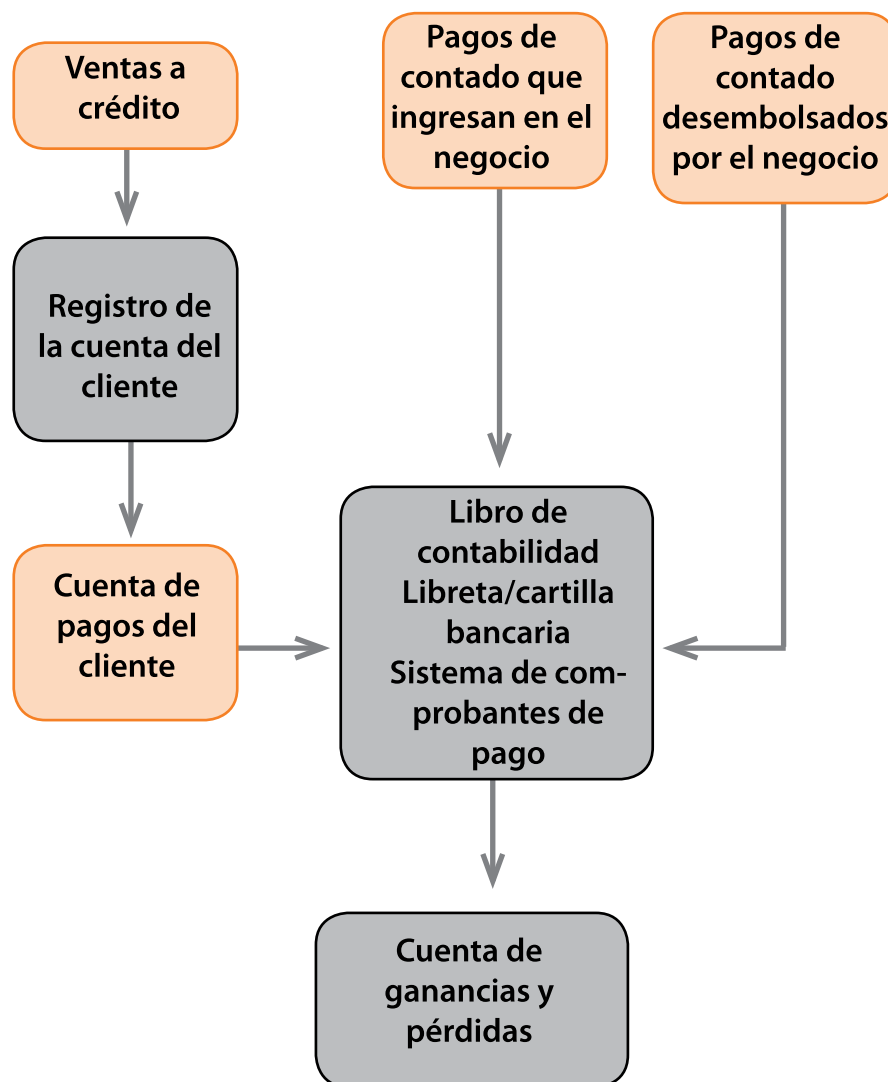 Ventas a
crédito
Pagos de
contado que
ingresan en el
negocio
Pagos de
contado
desembolsados
por el negocio
Registro de
la cuenta del
cliente
Cuenta de
pagos del
cliente
Libro de
contabilidad
Libreta/cartilla
bancaria
Sistema de com-
probantes de
pago
Cuenta de
ganancias y
pérdidas